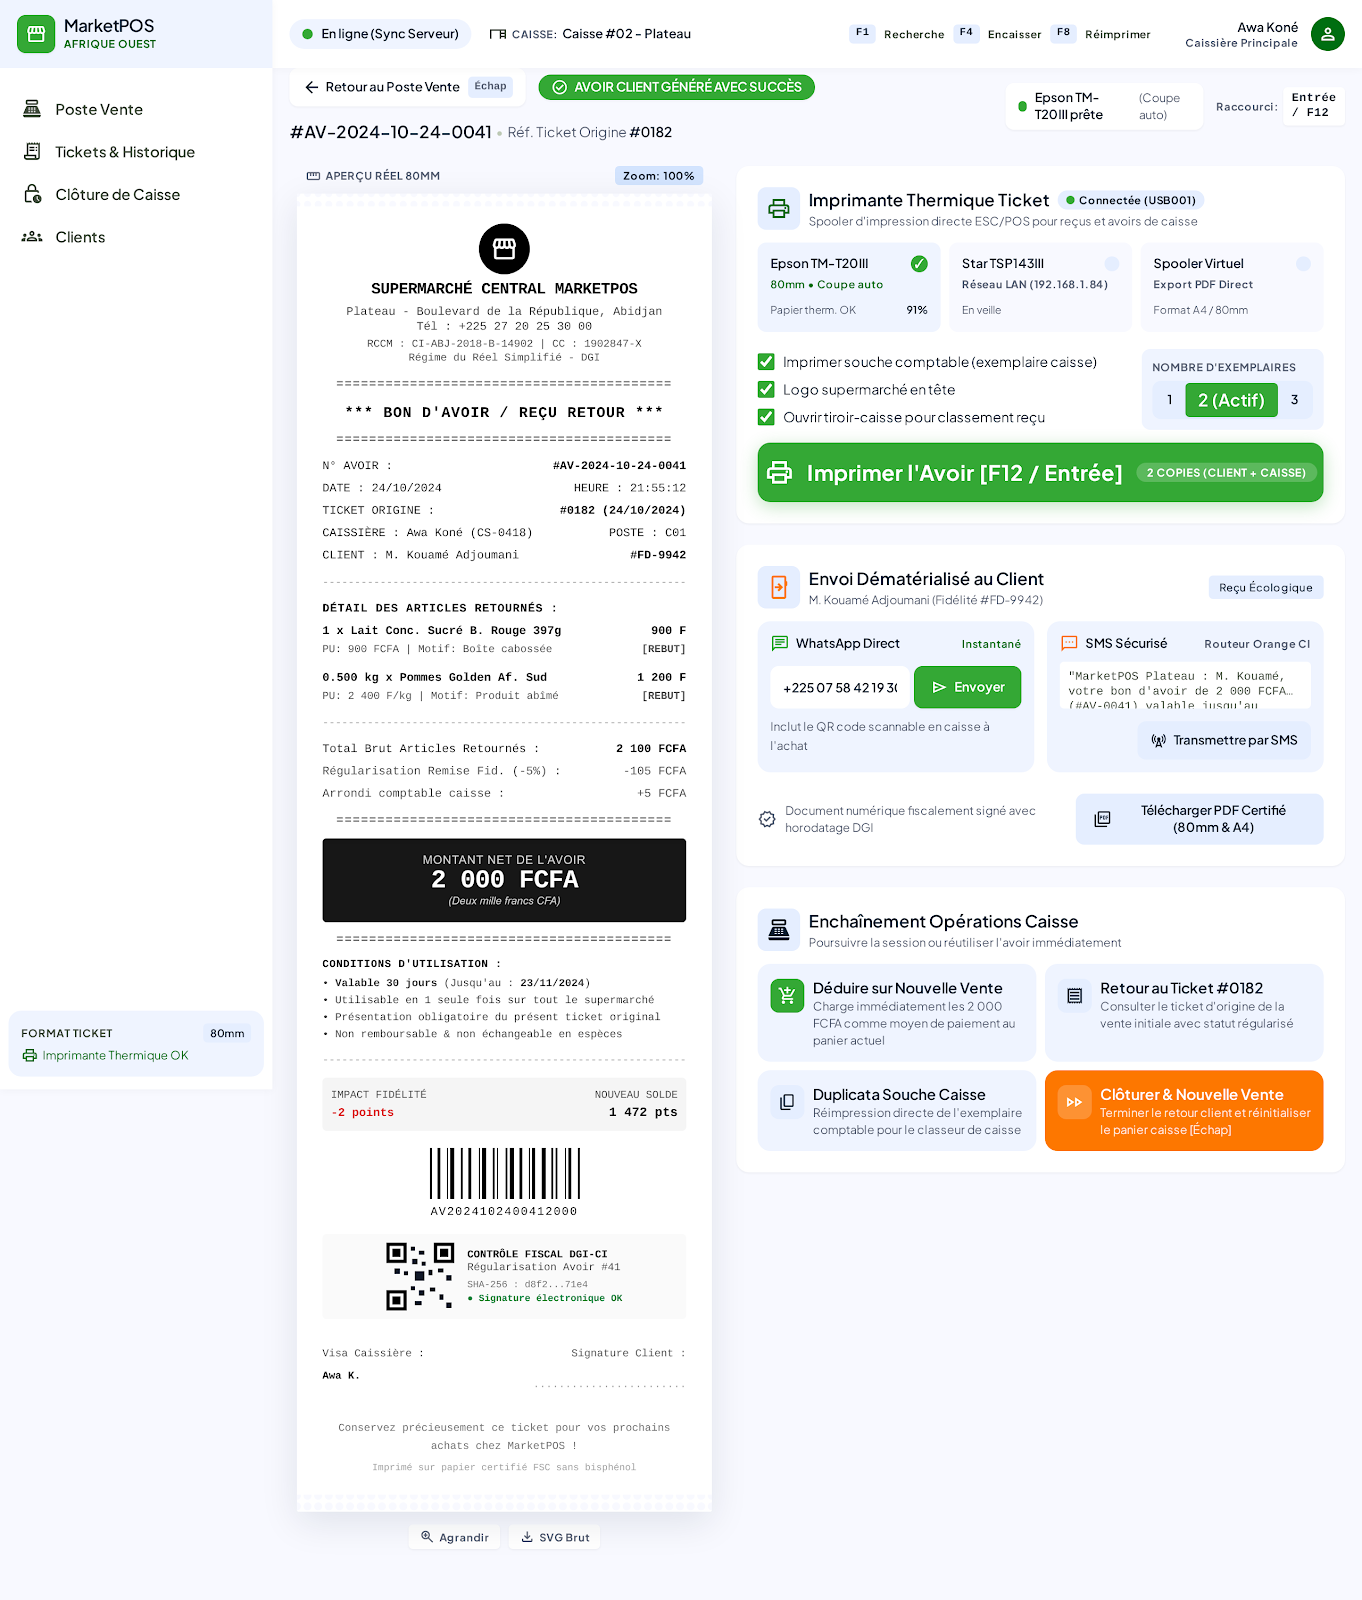 MarketPOS
AFRIQUE OUEST
Poste Vente
Tickets & Historique
Clôture de Caisse
Clients
FORMAT TICKET
80mm
Imprimante Thermique OK
En ligne (Sync Serveur)
CAISSE: Caisse #02 - Plateau
F1 Recherche F4 Encaisser F8 Réimprimer
Awa Koné
Caissière Principale
Retour au Poste Vente Échap
AVOIR CLIENT GÉNÉRÉ AVEC SUCCÈS
#AV-2024-10-24-0041 • Réf. Ticket Origine #0182
Epson TM-
T20III prête
(Coupe
auto)
Raccourci:
Entrée
/ F12
APERÇU RÉEL 80MM
Zoom: 100%
SUPERMARCHÉ CENTRAL MARKETPOS
Plateau - Boulevard de la République, Abidjan
Tél : +225 27 20 25 30 00
RCCM : CI-ABJ-2018-B-14902 | CC : 1902847-X
Régime du Réel Simplifié - DGI
=========================================
*** BON D'AVOIR / REÇU RETOUR ***
=========================================
N° AVOIR : #AV-2024-10-24-0041
DATE : 24/10/2024 HEURE : 21:55:12
TICKET ORIGINE : #0182 (24/10/2024)
CAISSIÈRE : Awa Koné (CS-0418) POSTE : C01
CLIENT : M. Kouamé Adjoumani #FD-9942
DÉTAIL DES ARTICLES RETOURNÉS :
1 x Lait Conc. Sucré B. Rouge 397g 900 F
PU: 900 FCFA | Motif: Boîte cabossée [REBUT]
0.500 kg x Pommes Golden Af. Sud 1 200 F
PU: 2 400 F/kg | Motif: Produit abîmé [REBUT]
Total Brut Articles Retournés : 2 100 FCFA
Régularisation Remise Fid. (-5%) : -105 FCFA
Arrondi comptable caisse : +5 FCFA
=========================================
MONTANT NET DE L'AVOIR
2 000 FCFA
(Deux mille francs CFA)
=========================================
CONDITIONS D'UTILISATION :
• Valable 30 jours (Jusqu'au : 23/11/2024)
• Utilisable en 1 seule fois sur tout le supermarché
• Présentation obligatoire du présent ticket original
• Non remboursable & non échangeable en espèces
IMPACT FIDÉLITÉ NOUVEAU SOLDE
-2 points 1 472 pts
AV2024102400412000
CONTRÔLE FISCAL DGI-CI
Régularisation Avoir #41
SHA-256 : d8f2...71e4
● Signature électronique OK
Visa Caissière : Signature Client :
Awa K.
........................
Conservez précieusement ce ticket pour vos prochains
achats chez MarketPOS !
Imprimé sur papier certifié FSC sans bisphénol
Agrandir
SVG Brut
Imprimante Thermique Ticket
Connectée (USB001)
Spooler d'impression directe ESC/POS pour reçus et avoirs de caisse
Epson TM-T20III
80mm • Coupe auto
Papier therm. OK 91%
Star TSP143III
Réseau LAN (192.168.1.84)
En veille
Spooler Virtuel
Export PDF Direct
Format A4 / 80mm
Imprimer souche comptable (exemplaire caisse)
Logo supermarché en tête
Ouvrir tiroir-caisse pour classement reçu
NOMBRE D'EXEMPLAIRES
1 2 (Actif) 3
Imprimer l'Avoir [F12 / Entrée] 2 COPIES (CLIENT + CAISSE)
Envoi Dématérialisé au Client
M. Kouamé Adjoumani (Fidélité #FD-9942)
Reçu Écologique
WhatsApp Direct Instantané
+225 07 58 42 19 30
Envoyer
Inclut le QR code scannable en caisse à
l'achat
SMS Sécurisé Routeur Orange CI
"MarketPOS Plateau : M. Kouamé,
votre bon d'avoir de 2 000 FCFA…
(#AV-0041) valable jusqu'au
Transmettre par SMS
Document numérique fiscalement signé avec
horodatage DGI
Télécharger PDF Certifié
(80mm & A4)
Enchaînement Opérations Caisse
Poursuivre la session ou réutiliser l'avoir immédiatement
Déduire sur Nouvelle Vente
Charge immédiatement les 2 000
FCFA comme moyen de paiement au
panier actuel
Retour au Ticket #0182
Consulter le ticket d'origine de la
vente initiale avec statut régularisé
Duplicata Souche Caisse
Réimpression directe de l'exemplaire
comptable pour le classeur de caisse
Clôturer & Nouvelle Vente
Terminer le retour client et réinitialiser
le panier caisse [Échap]